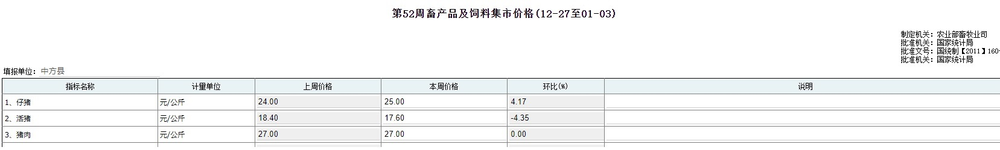 第52周畜产品及饲料集市价格(12-27至01-03)
制定机关：农业部畜牧业司
批准机关：国家统计局
批准文号：国统制【2011】160
批准机关：国家统计局
填报单位：中方县
指标名称 计量单位 上周价格 本周价格 环比(%) 说明
1、仔猪 元/公斤 24.00 25.00 4.17
2、活猪 元/公斤 18.40 17.60 -4.35
3、猪肉 元/公斤 27.00 27.00 0.00